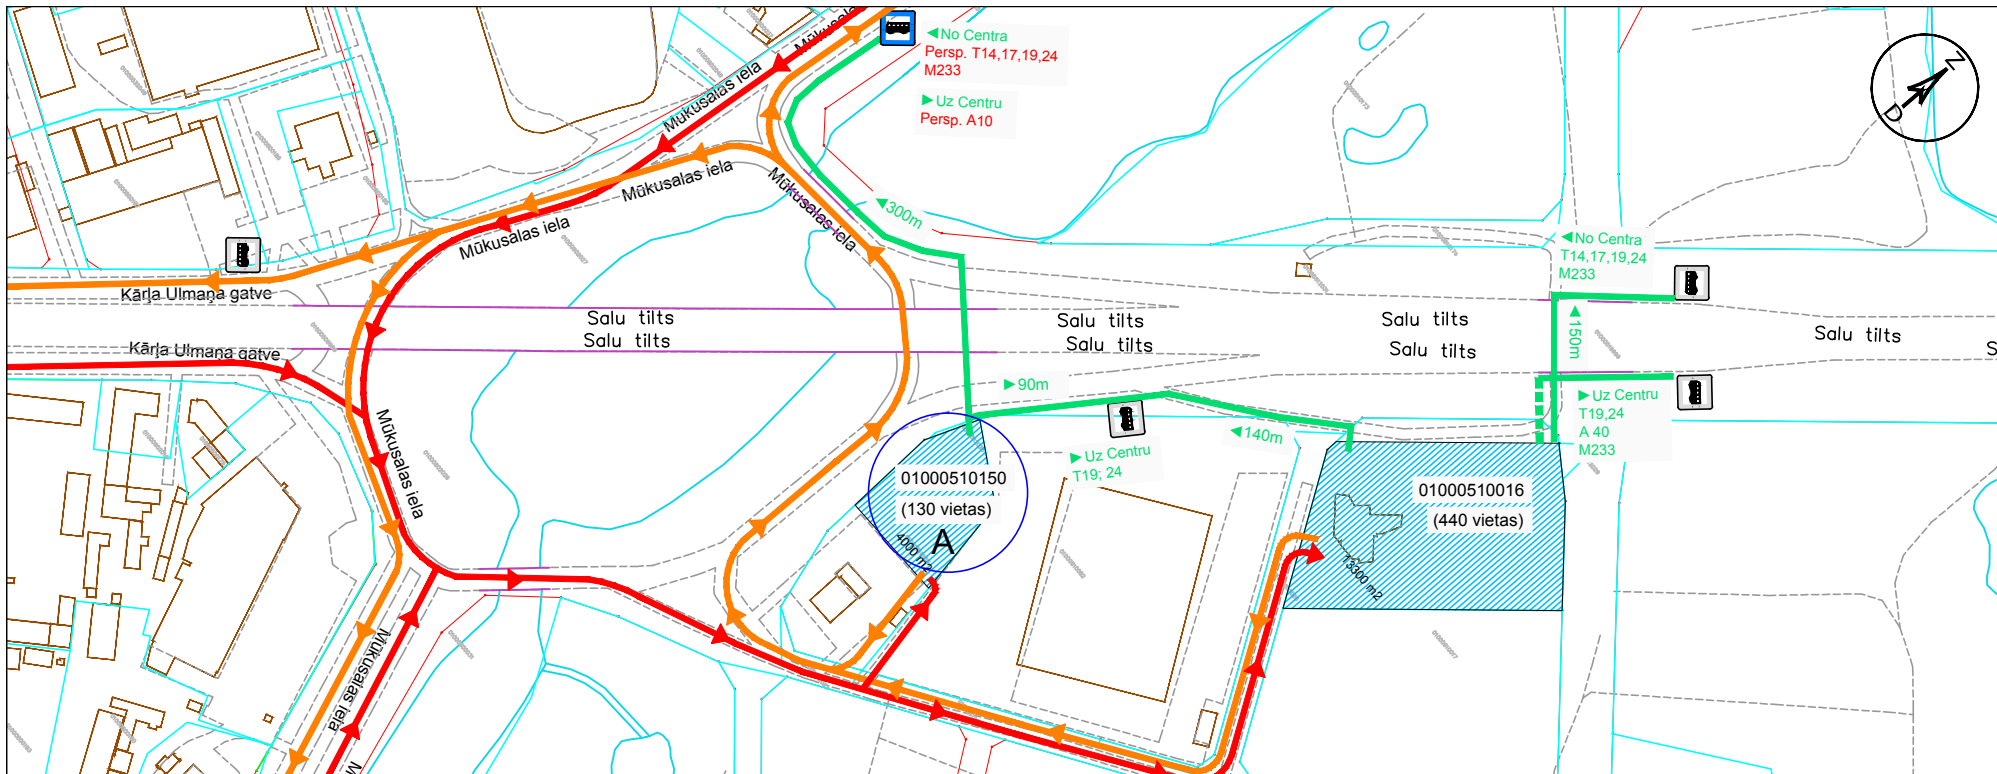 Mūkusalas iela
◄No Centra
Persp. T14,17,19,24
M233
►Uz Centru
Persp. A10
Z
D
Mūkusalas iela
Mūkusalas iela
Mūkusalas iela
Mūkusalas iela
◄300m
◄No Centra
T14,17,19,24
M233
Kārļa Ulmaņa gatve
Kārļa Ulmaņa gatve
Salu tilts
Salu tilts
Salu tilts
Salu tilts
Salu tilts
Salu tilts
Salu tilts
S
◄150m
►90m
►Uz Centru
T19,24
A 40
M233
◄140m
►Uz Centru
T19; 24
Mūkusalas iela
01000510150
(130 vietas)
A
4000 m2
01000510016
(440 vietas)
13300 m2
Mūkusalas iela
M